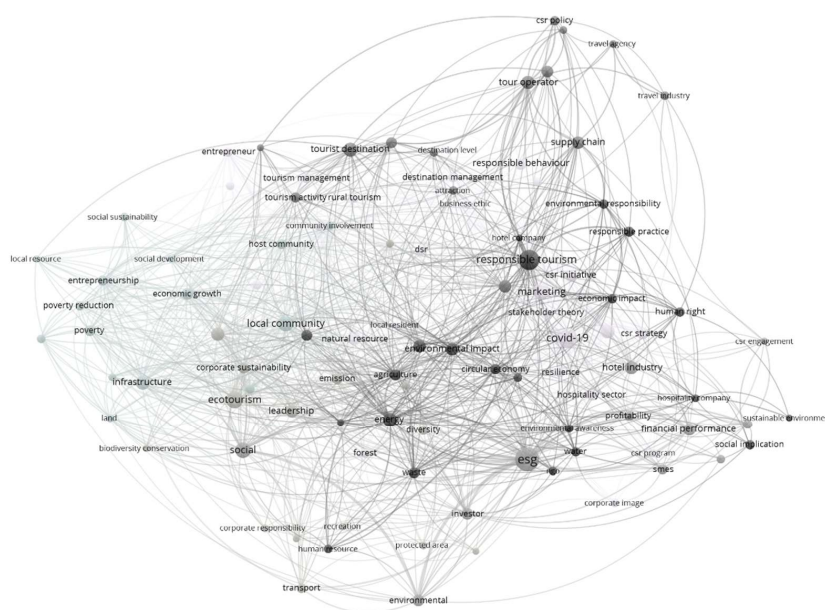 csr policy
travel agency
tour operator
travel industry
supply chain
entrepreneur
tourist destination
destination level
responsible behaviour
tourism management
destination management
attraction
tourism activity
rural tourism
business ethic
environmental responsibility
social sustainability
community involvement
responsible practice
hotel company
host community
dsr
local resource
social development
responsible tourism
csr initiative
entrepreneurship
economic growth
marketing
economic impact
poverty reduction
stakeholder theory
human right
local community
local resident
poverty
natural resource
covid-19
csr strategy
csr engagement
environmental impact
corporate sustainability
circular economy
hotel industry
infrastructure
emission
agriculture
resilience
ecotourism
hospitality sector
hospitality company
leadership
land
energy
profitability
sustainable environme
diversity
environmental awareness
financial performance
biodiversity conservation
social
forest
water
csr program
social implication
esg
waste
smes
investor
corporate image
corporate responsibility
recreation
human resource
protected area
transport
environmental